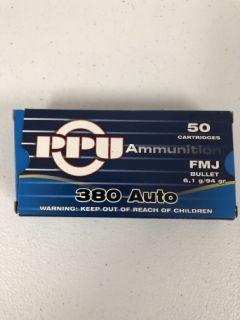 50
CARTRIDGES
PPU Ammunition
FMJ
BULLET
6,1 g/94 gr
380 Auto
WARNING: KEEP OUT OF REACH OF CHILDREN